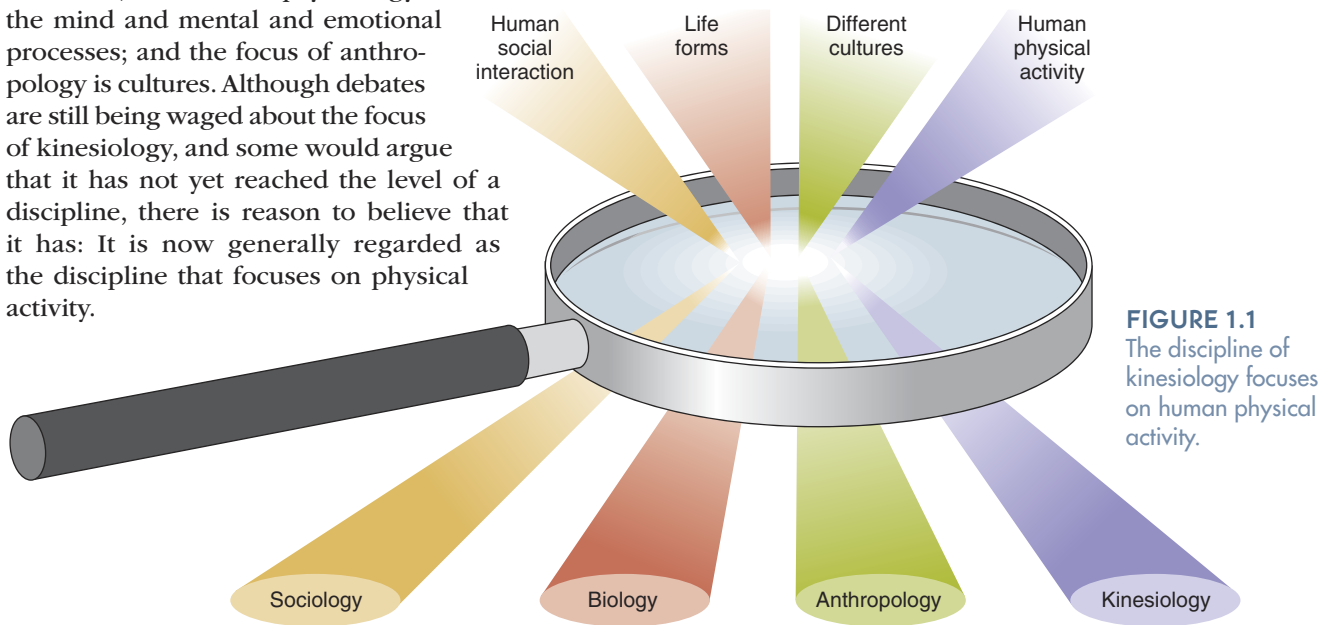 the mind and mental and emotional
processes; and the focus of anthro-
pology is cultures. Although debates
are still being waged about the focus
of kinesiology, and some would argue
that it has not yet reached the level of a
discipline, there is reason to believe that
it has: It is now generally regarded as
the discipline that focuses on physical
activity.
Human
social
interaction
Life
forms
Different
cultures
Human
physical
activity
FIGURE 1.1
The discipline of
kinesiology focuses
on human physical
activity.
Sociology
Biology
Anthropology
Kinesiology